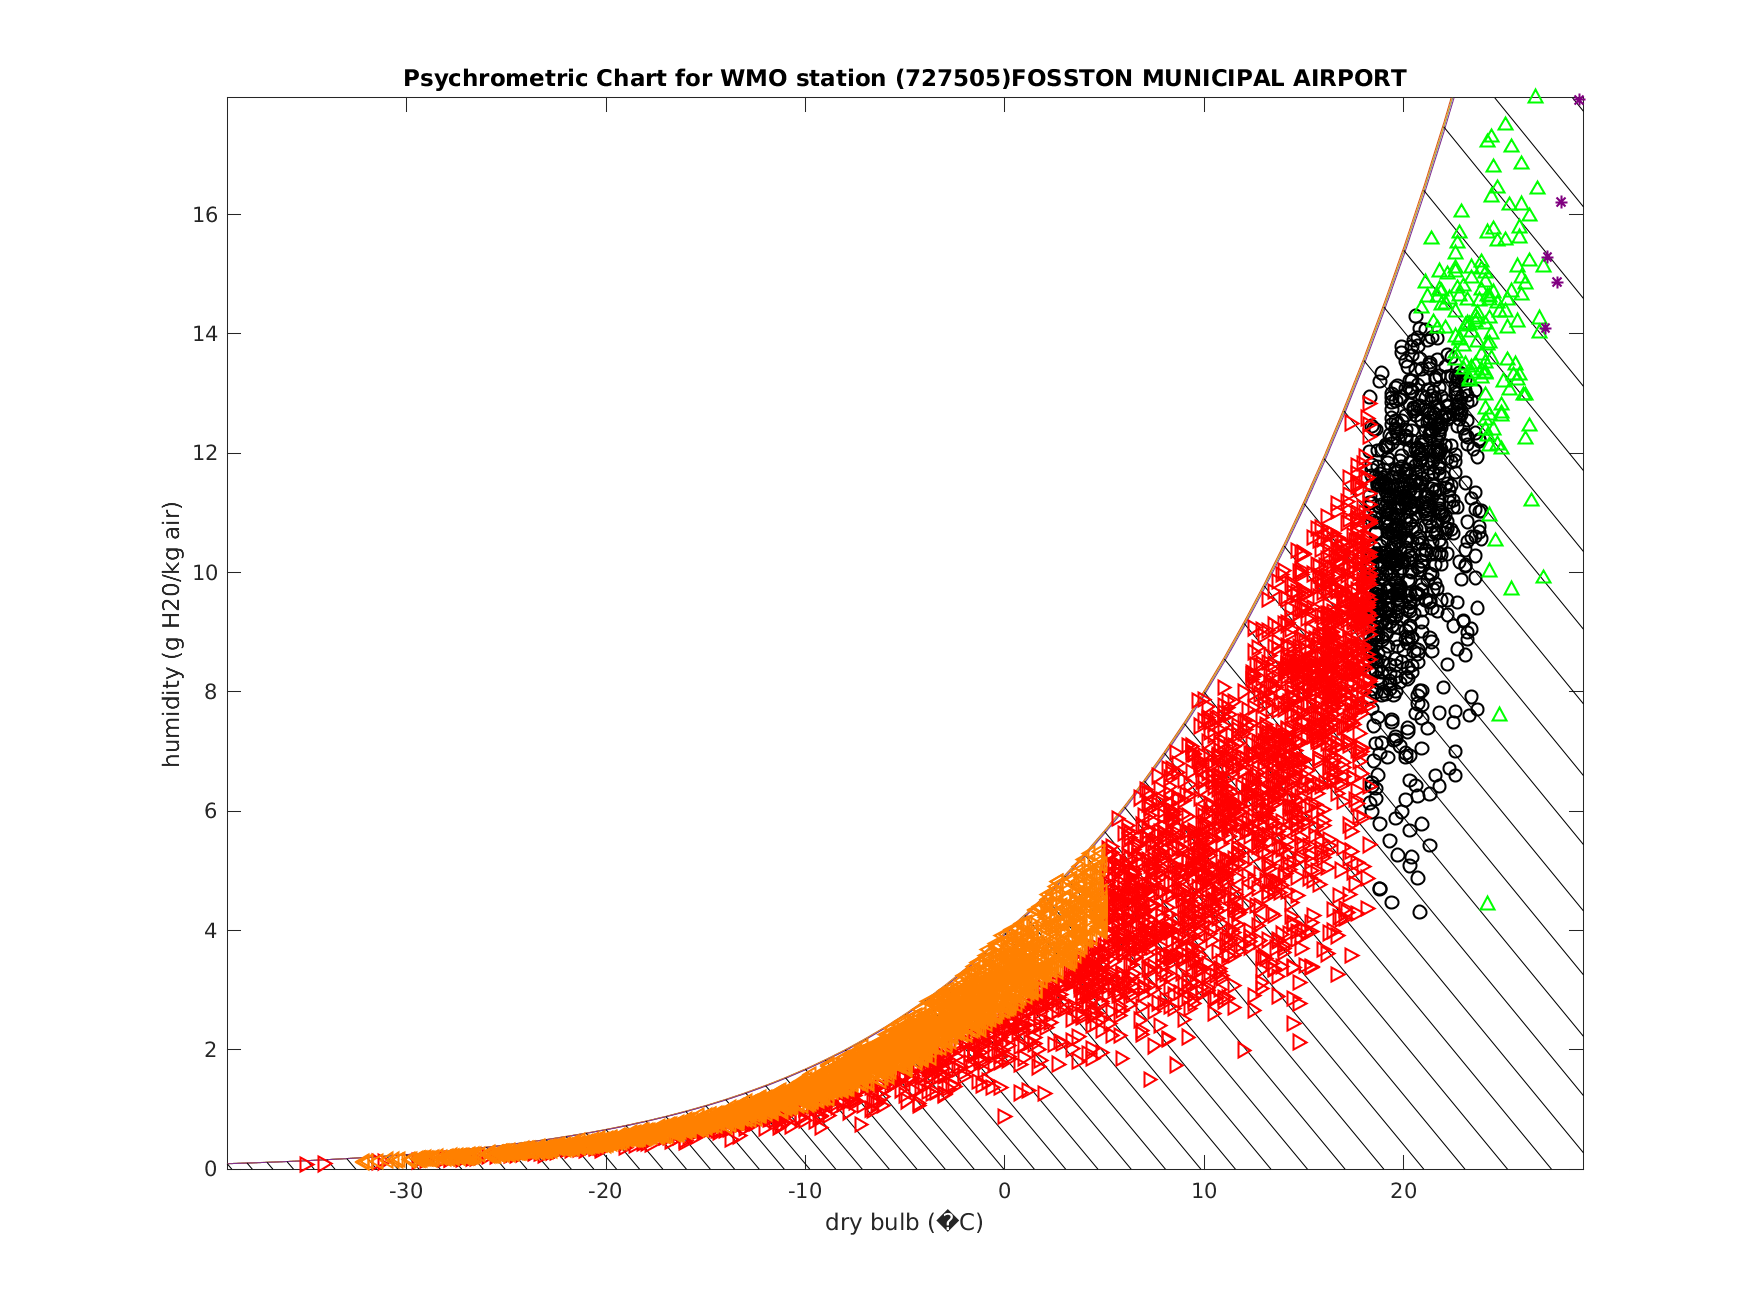 Psychrometric Chart for WMO station (727505)FOSSTON MUNICIPAL AIRPORT
humidity (g H20/kg air)
16
14
12
10
8
6
4
2
0
-30 -20 -10 0 10 20
dry bulb (�C)